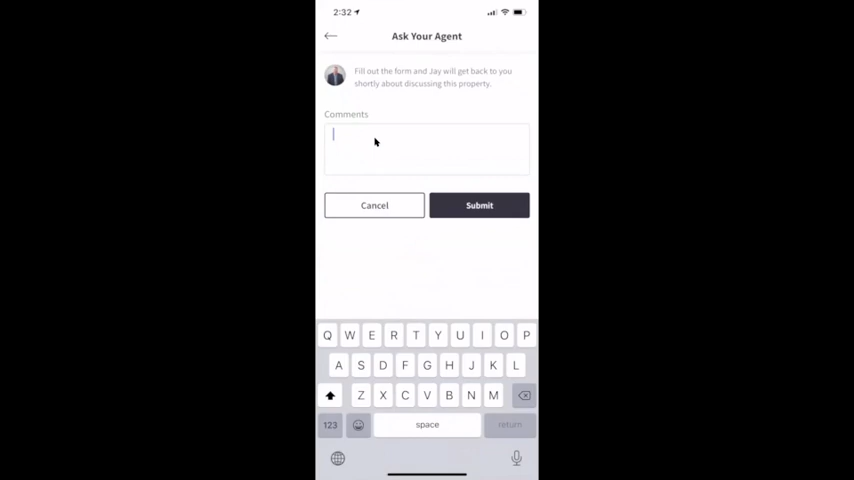 2:32
Ask Your Agent
Fill out the form and Jay will get back to you
shortly about discussing this property.
Comments
Cancel Submit
Q W E R T Y U I O P
A S D F G H J K L
Z X C V B N M
123 space return